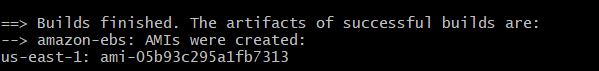 ==> Builds finished. The artifacts of successful builds are:
--> amazon-ebs: AMIs were created:
us-east-1: ami-05b93c295a1fb7313